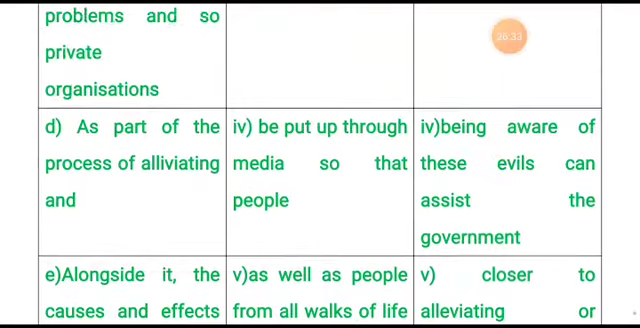 problems and so
private
organisations
26:33
d) As part of the
process of alliviating
and
iv) be put up through
media so that
people
iv)being aware of
these evils can
assist the
government
e)Alongside it, the
causes and effects
v)as well as people
from all walks of life
v) closer to
alleviating or